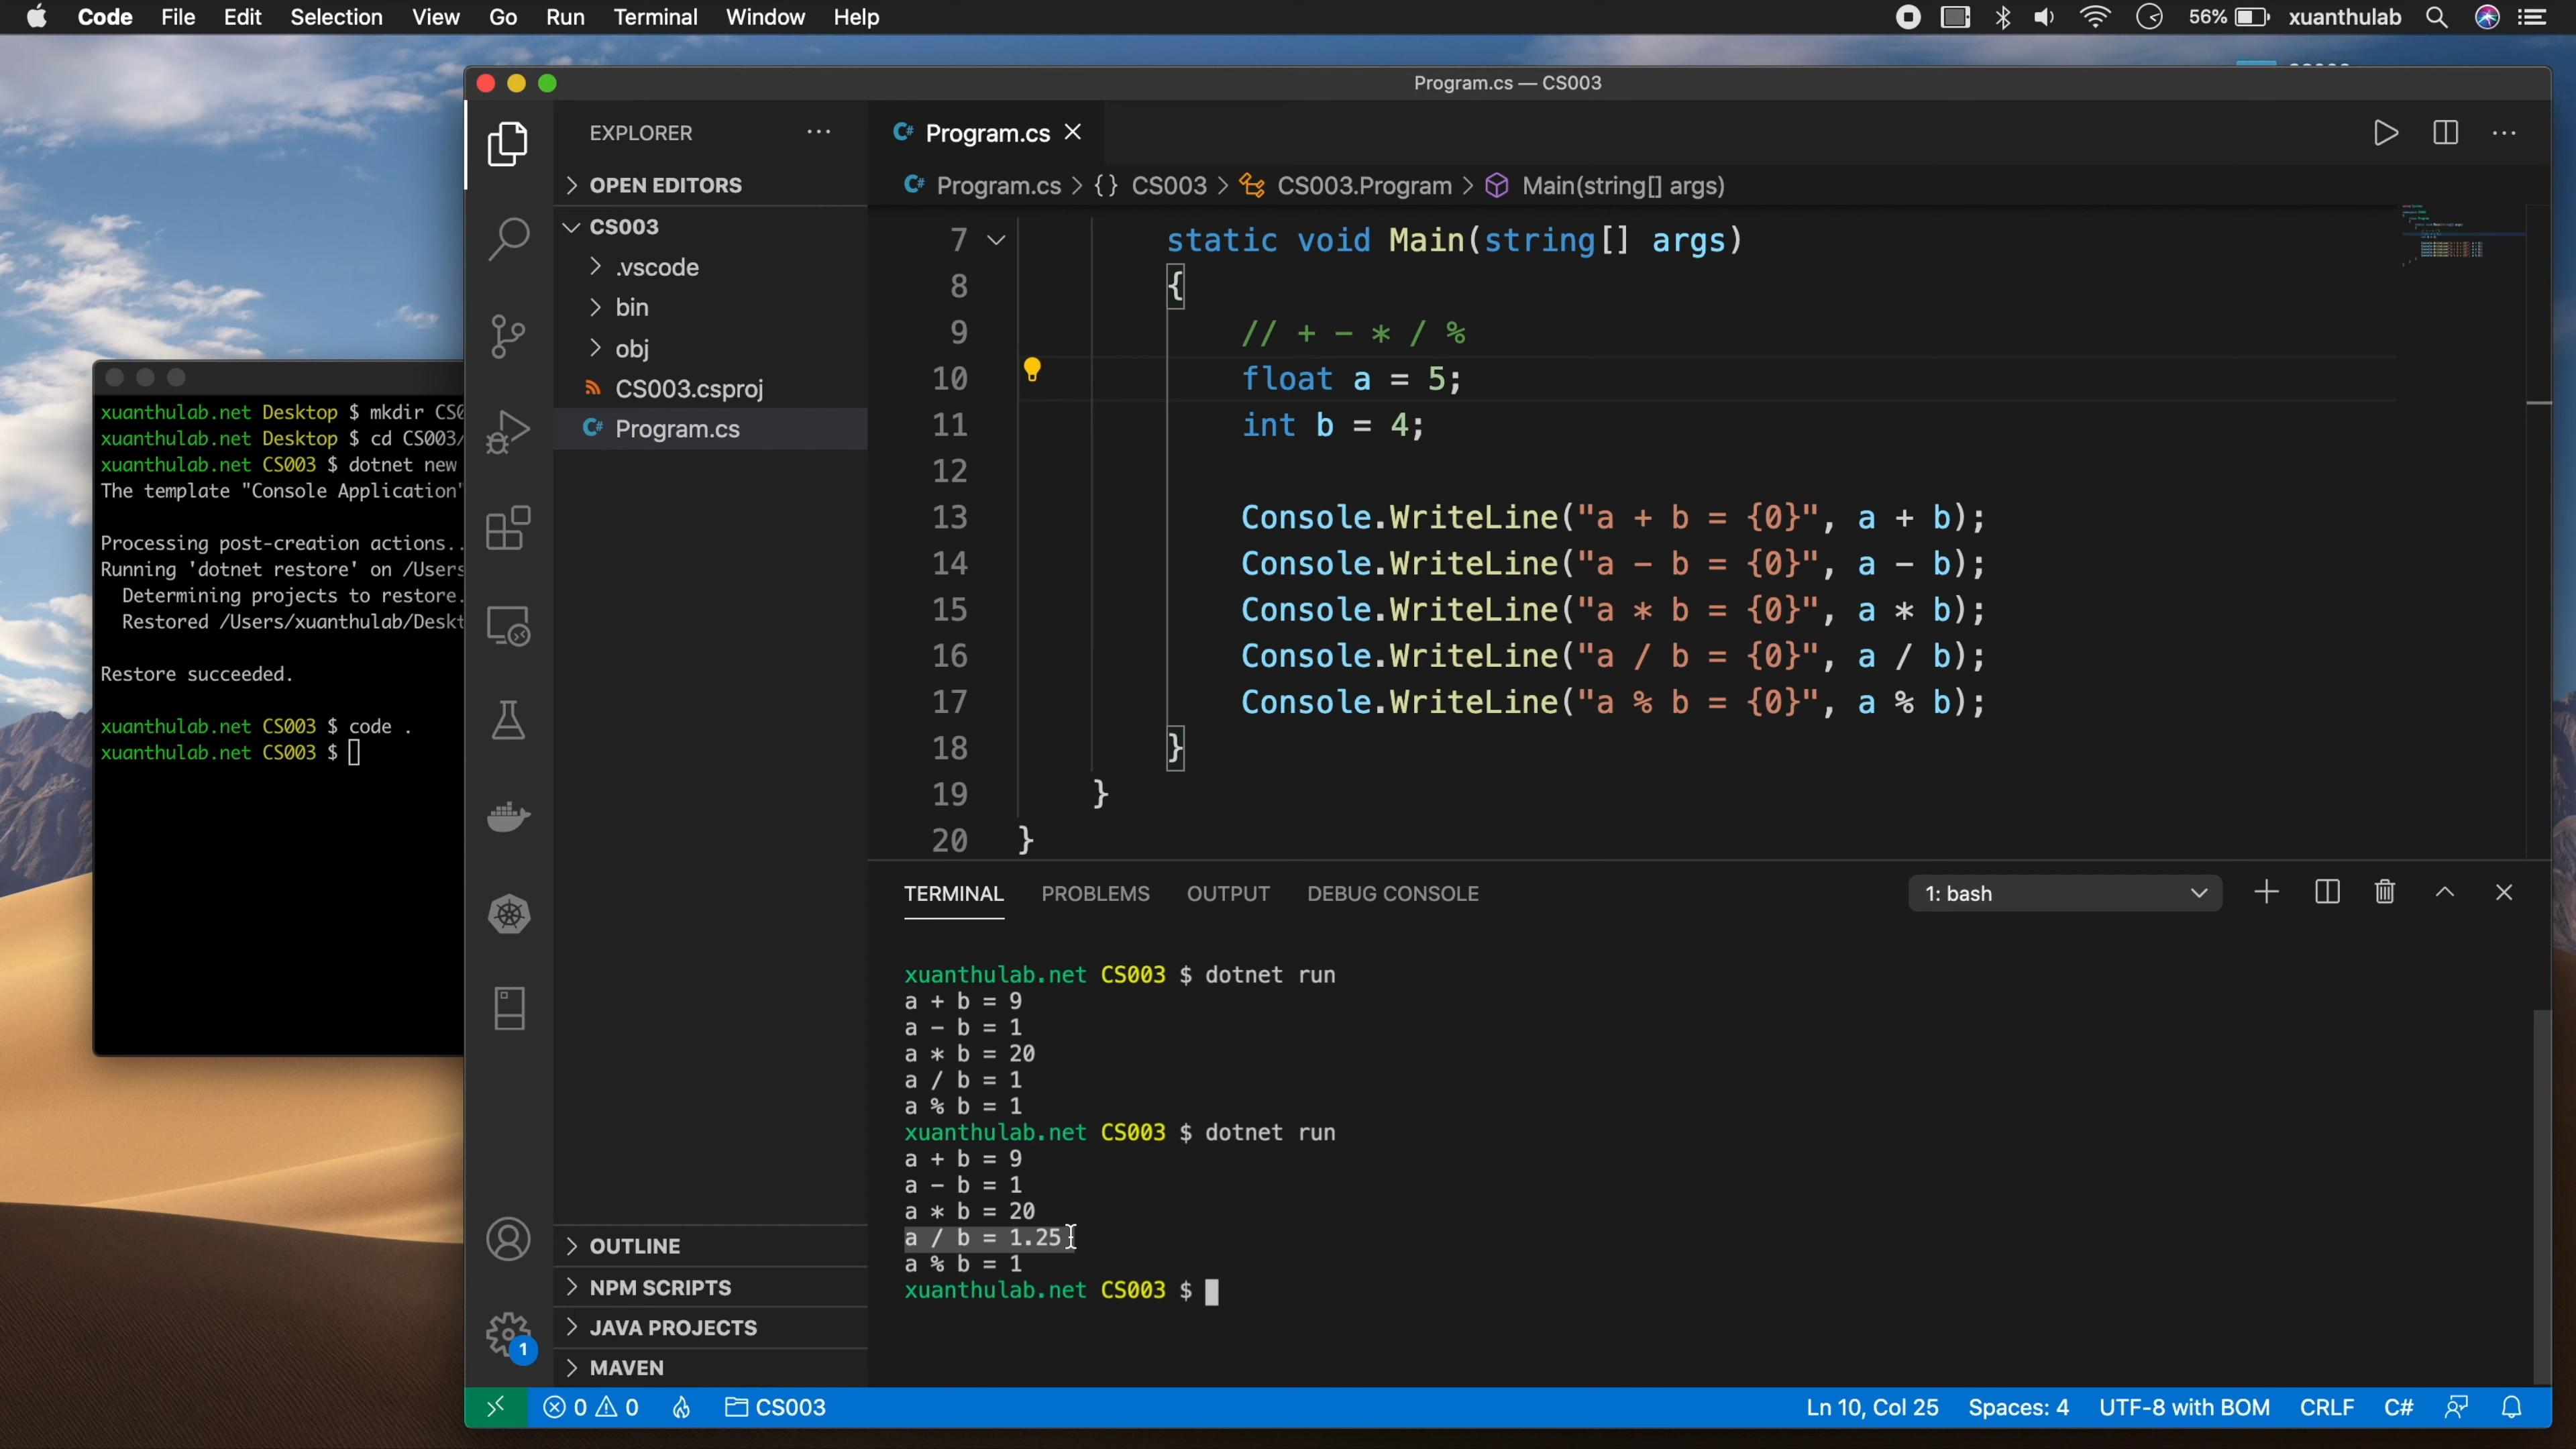 Code File Edit Selection View Go Run Terminal Window Help
56% xuanthulab
Program.cs — CS003
EXPLORER
OPEN EDITORS
CS003
.vscode
bin
obj
CS003.csproj
Program.cs
OUTLINE
NPM SCRIPTS
JAVA PROJECTS
MAVEN
Program.cs
Program.cs > {} CS003 > CS003.Program > Main(string[] args)
7 static void Main(string[] args)
8 {
9 // + - * / %
10 float a = 5;
11 int b = 4;
12
13 Console.WriteLine("a + b = {0}", a + b);
14 Console.WriteLine("a - b = {0}", a - b);
15 Console.WriteLine("a * b = {0}", a * b);
16 Console.WriteLine("a / b = {0}", a / b);
17 Console.WriteLine("a % b = {0}", a % b);
18 }
19 }
20 }
TERMINAL PROBLEMS OUTPUT DEBUG CONSOLE
1: bash
xuanthulab.net CS003 $ dotnet run
a + b = 9
a - b = 1
a * b = 20
a / b = 1
a % b = 1
xuanthulab.net CS003 $ dotnet run
a + b = 9
a - b = 1
a * b = 20
a / b = 1.25
a % b = 1
xuanthulab.net CS003 $
1
0 0 CS003
Ln 10, Col 25 Spaces: 4 UTF-8 with BOM CRLF C#
xuanthulab.net Desktop $ mkdir
xuanthulab.net Desktop $ cd CS003/
xuanthulab.net CS003 $ dotnet new
The template "Console Application"
Processing post-creation actions..
Running 'dotnet restore' on /Users
Determining projects to restore.
Restored /Users/xuanthulab/Deskt
Restore succeeded.
xuanthulab.net CS003 $ code .
xuanthulab.net CS003 $